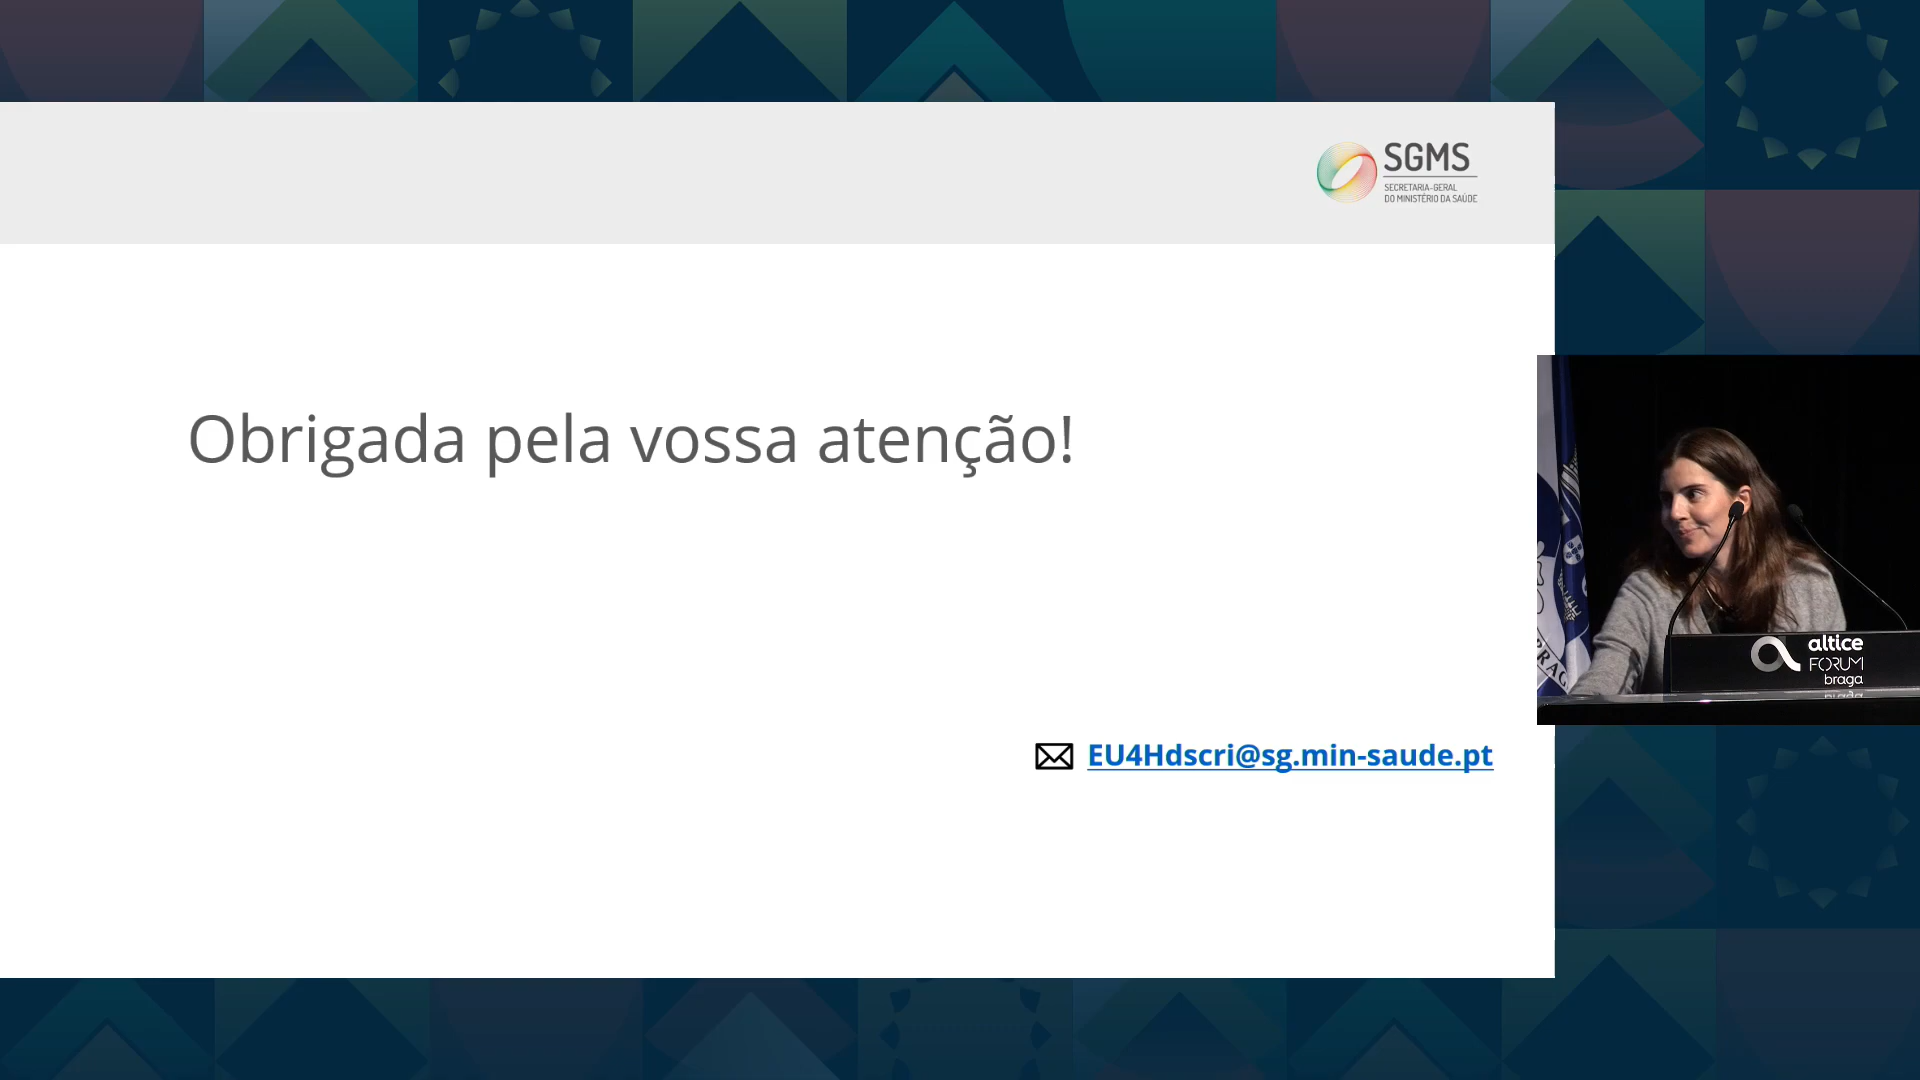 SGMS
SECRETARIA-GERAL
DO MINISTÉRIO DA SAÚDE
Obrigada pela vossa atenção!
EU4Hdscri@sg.min-saude.pt
BRAG
altice
FORUM
braga